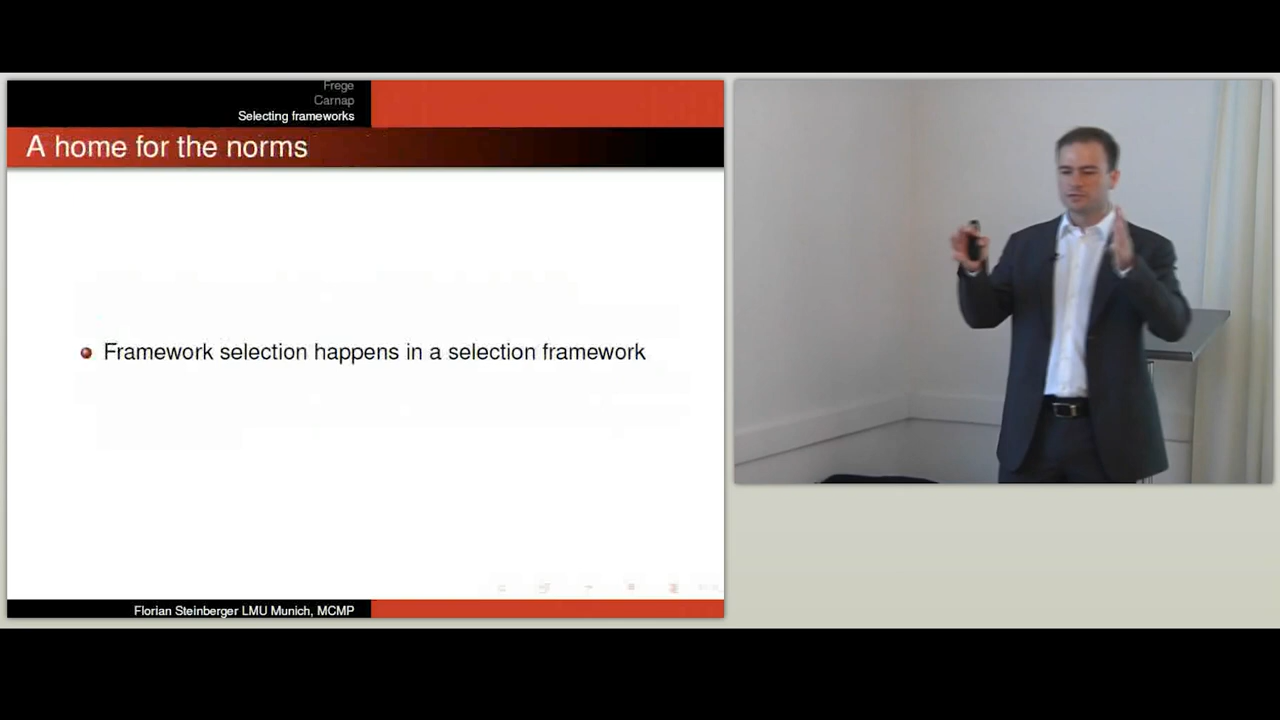 Frege
Carnap
Selecting frameworks
A home for the norms
Framework selection happens in a selection framework
Florian Steinberger LMU Munich, MCMP